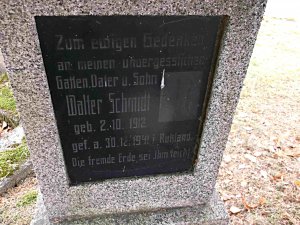 Zum ewigen Gedenken
an meinen unvergesslichen
Gatten, Vater u. Sohn
Walter Schmidt
geb. 2.10.1912
gef. a. 30.12.1941 i. Rußland.
Die fremde Erde sei Ihm leicht